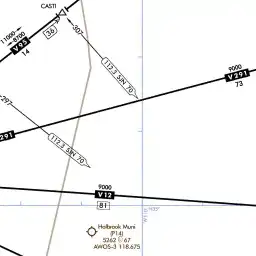 CASTI
36
11000
8700
V95
14
307
112.3 SJN 70
9000
V291
73
297
V291
112.3 SJN 70
9000
V12
81
Holbrook Muni
(P14)
5262 67
AWOS-3 118.675